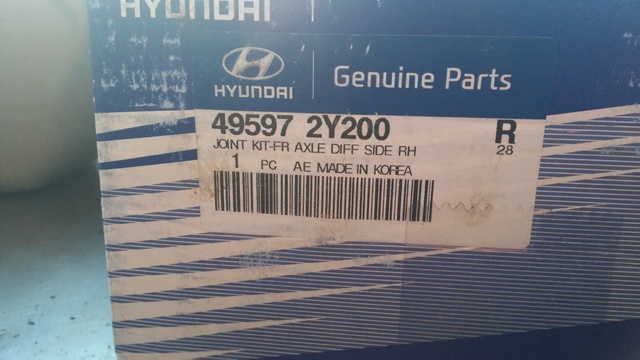 HYUNDAI
HYUNDAI
Genuine Parts
49597 2Y200 R
JOINT KIT-FR AXLE DIFF SIDE RH 28
1 PC AE MADE IN KOREA